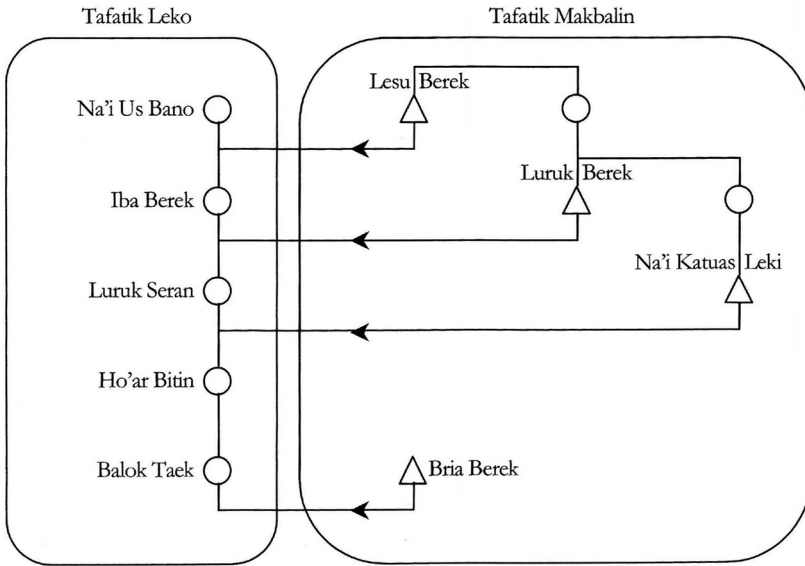 Tafatik Leko
Tafatik Makbalin
Lesu Berek
Na'i Us Bano
Luruk Berek
Iba Berek
Na'i Katuas Leki
Luruk Seran
Ho'ar Bitin
Balok Taek
Bria Berek